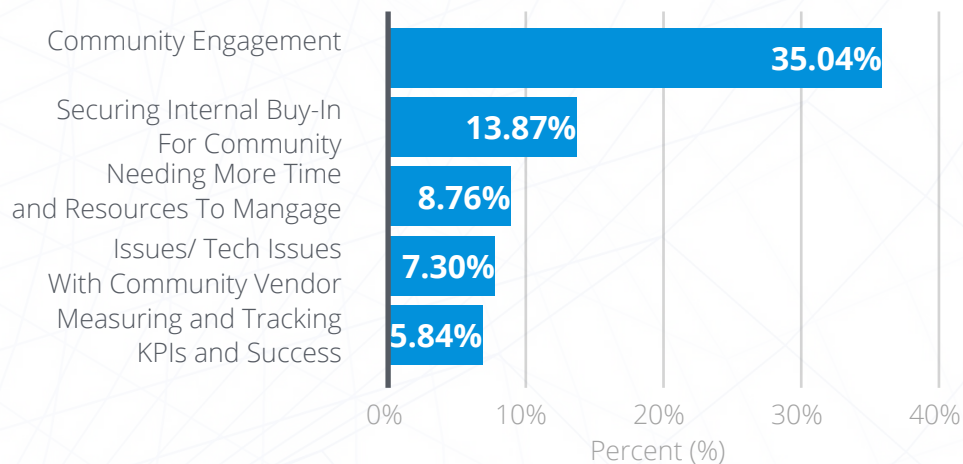 Community Engagement
35.04%
Securing Internal Buy-In
For Community
13.87%
Needing More Time
and Resources To Mangage
8.76%
Issues/ Tech Issues
With Community Vendor
7.30%
Measuring and Tracking
KPIs and Success
5.84%
0%
10%
20%
30%
40%
Percent (%)